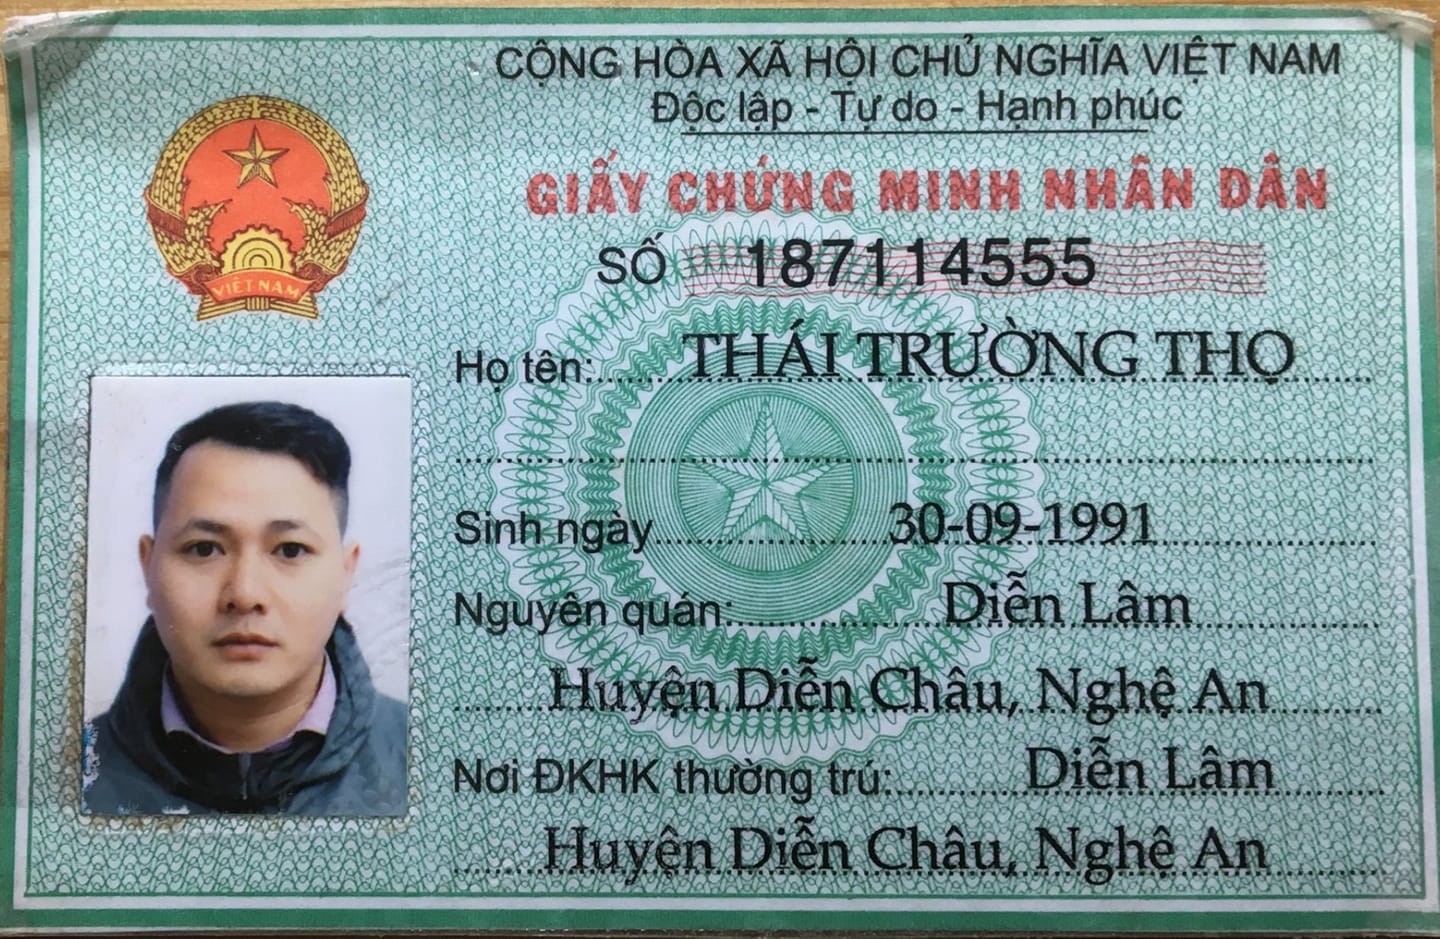 CỘNG HÒA XÃ HỘI CHỦ NGHĨA VIỆT NAM
Độc lập - Tự do - Hạnh phúc
GIẤY CHỨNG MINH NHÂN DÂN
SỐ 187114555
VIỆT NAM
Họ tên: THÁI TRƯỜNG THỌ
Sinh ngày 30-09-1991
Nguyên quán: Diễn Lâm
Huyện Diễn Châu, Nghệ An
Nơi ĐKHK thường trú: Diễn Lâm
Huyện Diễn Châu, Nghệ An